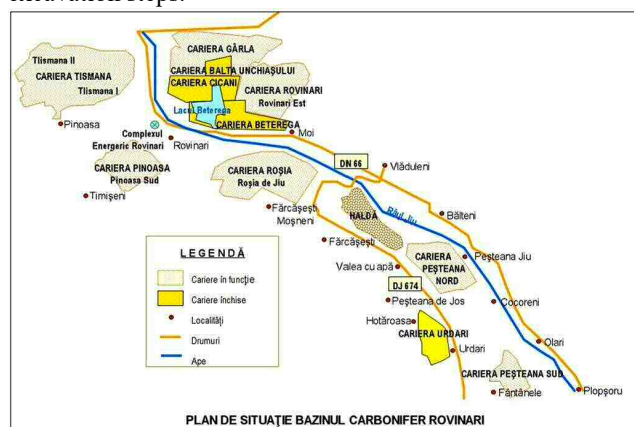 CARIERA GÂRLA
Tlismana II
CARIERA TISMANA
Tlismana I
CARIERA BALTA UNCHIAȘULUI
CARIERA CICANI
CARIERA ROVINARI
Rovinari Est
Lacul Beterega
CARIERA BETEREGA
Pinoasa
Complexul
Energeric Rovinari
Rovinari
Moi
DN 66
Vlăduleni
CARIERA PINOASA
Pinoasa Sud
CARIERA ROȘIA
Roșia de Jiu
Timișeni
Fărcășești
Moșneni
HALDĂ
Râul Jiu
Bâlteni
Fărcășești
CARIERA
PEȘTEANA
NORD
Peșteana Jiu
Valea cu apă
DJ 674
Peșteana de Jos
Cocoreni
Hotăroasa
CARIERA URDARI
Urdari
Olari
CARIERA PEȘTEANA SUD
Fântânele
Plopșoru
LEGENDĂ
Cariere în funcție
Cariere închise
Localități
Drumuri
Ape
PLAN DE SITUAȚIE BAZINUL CARBONIFER ROVINARI